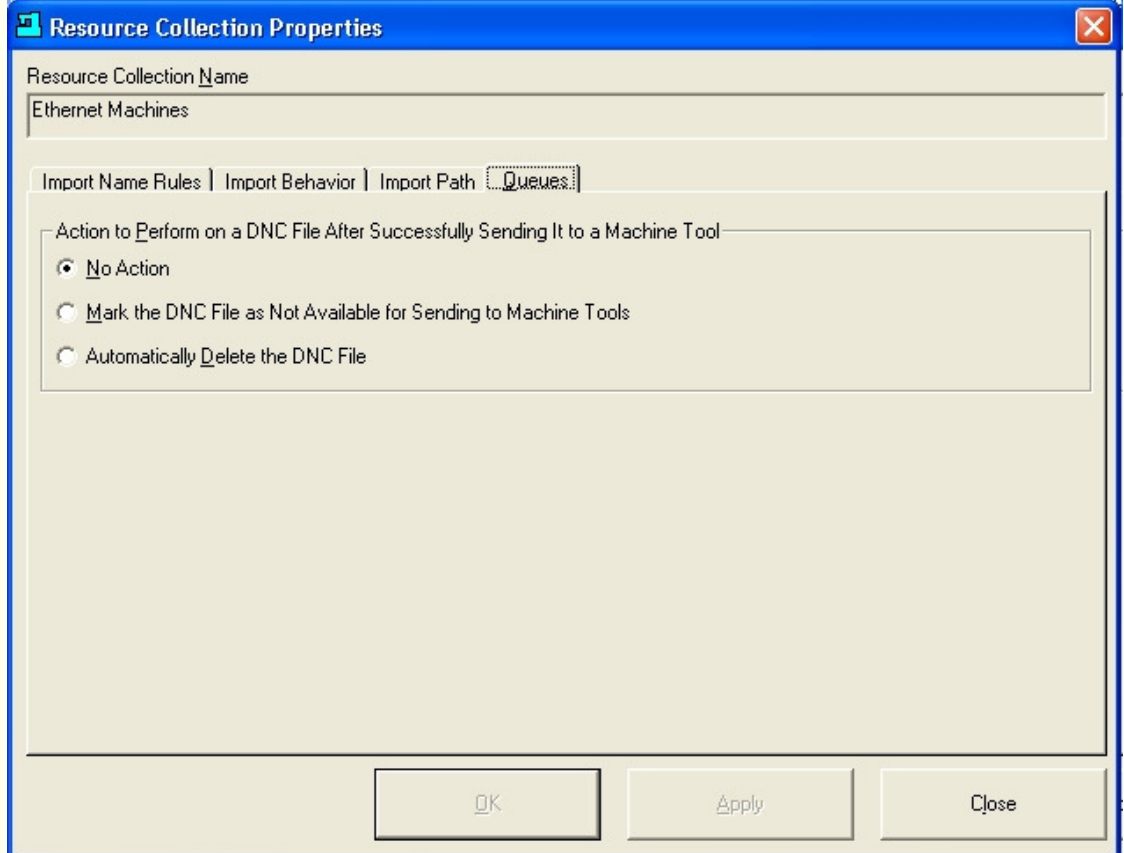 Resource Collection Properties
Resource Collection Name
Ethernet Machines
Import Name Rules Import Behavior Import Path Queues
Action to Perform on a DNC File After Successfully Sending It to a Machine Tool
No Action
Mark the DNC File as Not Available for Sending to Machine Tools
Automatically Delete the DNC File
OK Apply Close